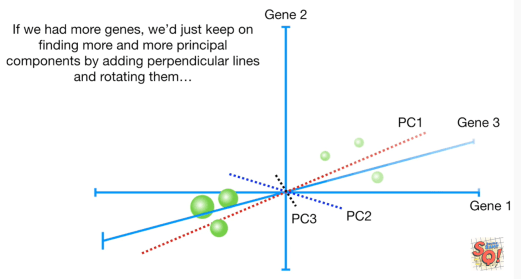 Gene 2
If we had more genes, we’d just keep on
finding more and more principal
components by adding perpendicular lines
and rotating them…
PC1
Gene 3
Gene 1
PC3
PC2
SQ!